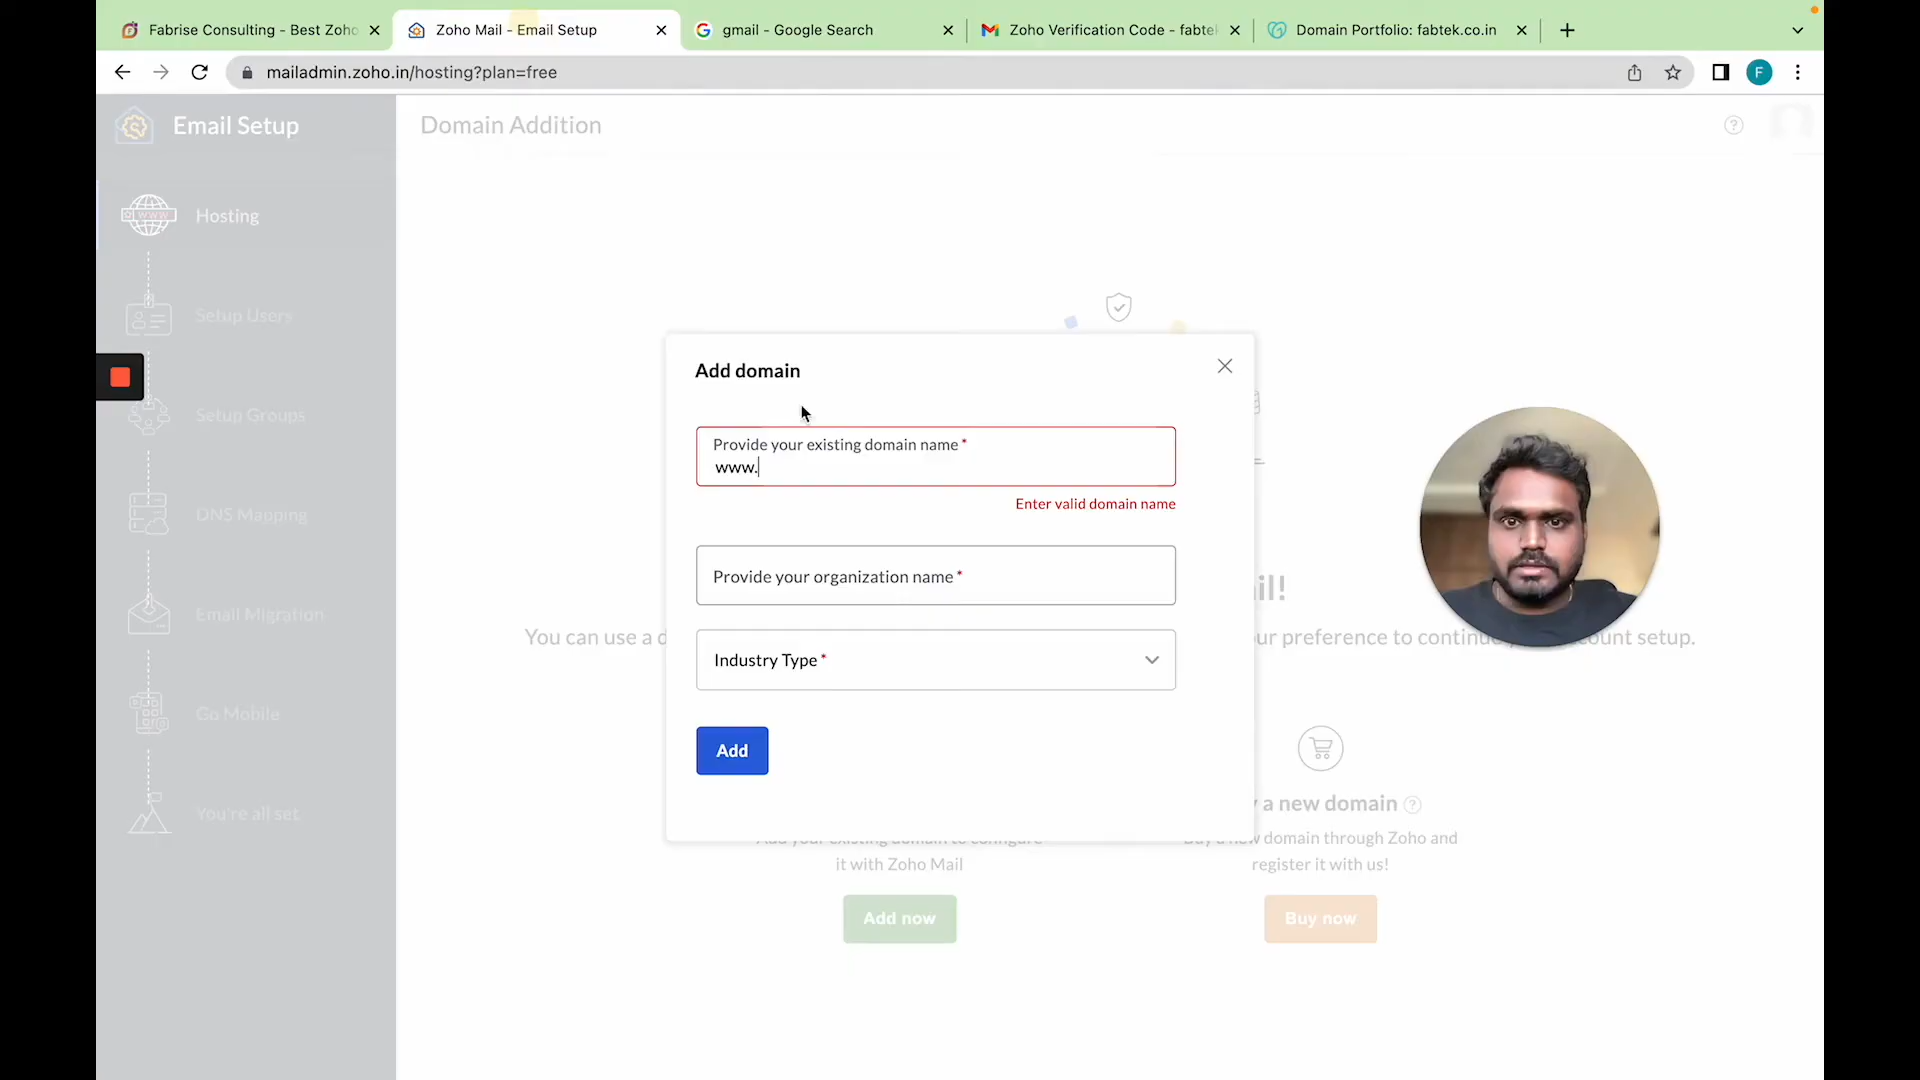 Fabrise Consulting - Best Zoho
Zoho Mail - Email Setup
gmail - Google Search
Zoho Verification Code - fabtek
Domain Portfolio: fabtek.co.in
mailadmin.zoho.in/hosting?plan=free
F
Email Setup
Domain Addition
?
www
Hosting
Setup Users
Setup Groups
DNS Mapping
Email Migration
Go Mobile
You're all set
Add domain
Provide your existing domain name *
www.
Enter valid domain name
Provide your organization name *
Industry Type *
Add
il!
You can use a d
ur preference to continu
ount setup.
a new domain ?
Add your existing domain to configure
it with Zoho Mail
Buy a new domain through Zoho and
register it with us!
Add now
Buy now